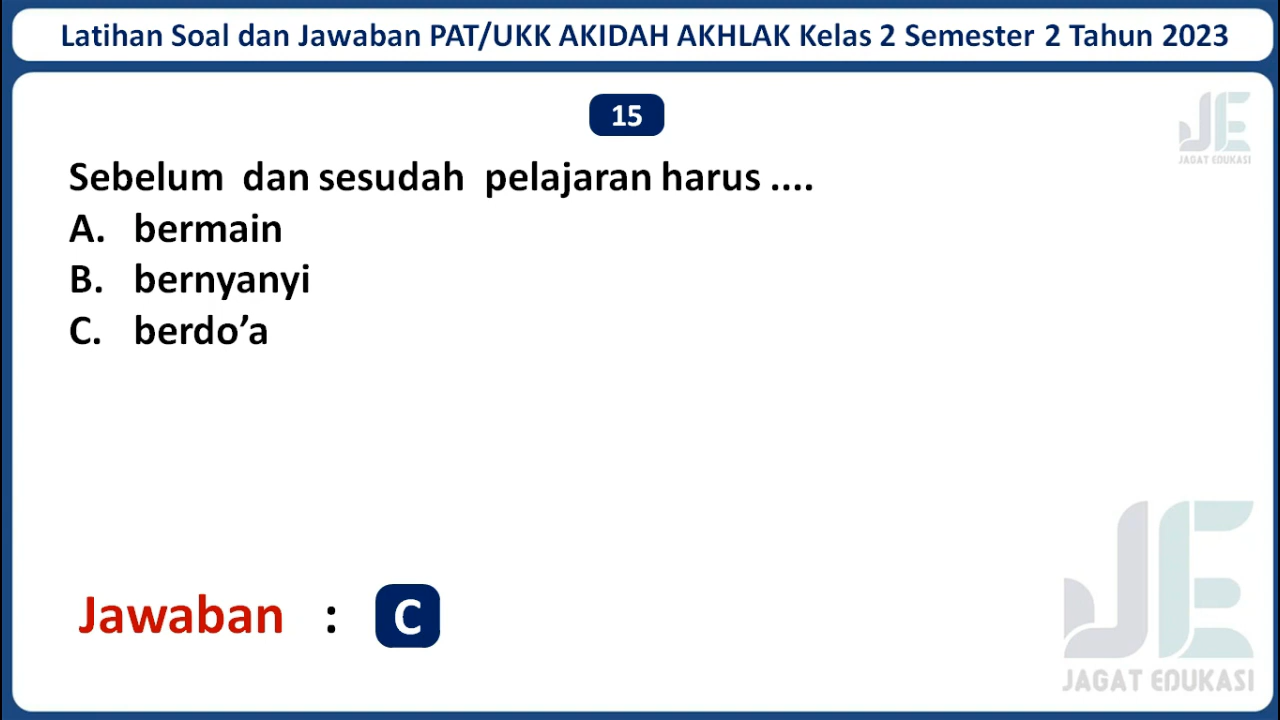 Latihan Soal dan Jawaban PAT/UKK AKIDAH AKHLAK Kelas 2 Semester 2 Tahun 2023
15
JAGAT EDUKASI
Sebelum dan sesudah pelajaran harus ....
A. bermain
B. bernyanyi
C. berdo’a
Jawaban : C
JAGAT EDUKASI